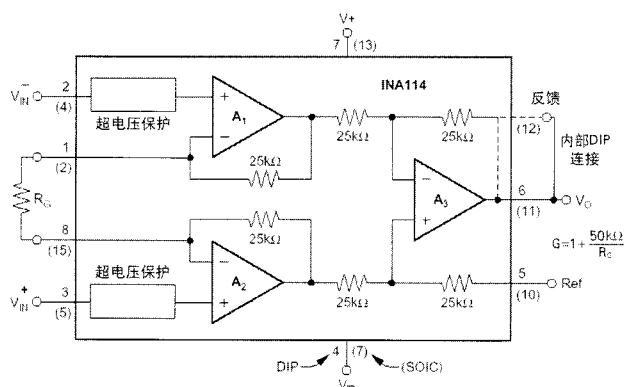 V+
7 (13)
INA114
V⁻IN
2
(4)
超电压保护
+
A₁
−
25kΩ
25kΩ
25kΩ
反馈
(12)
内部DIP
连接
1
(2)
RG
−
A₃
+
6
(11)
VO
G=1+50kΩ/RG
8
(15)
25kΩ
超电压保护
−
A₂
+
V⁺IN
3
(5)
25kΩ
25kΩ
5
(10)
Ref
DIP
4 (7)
(SOIC)